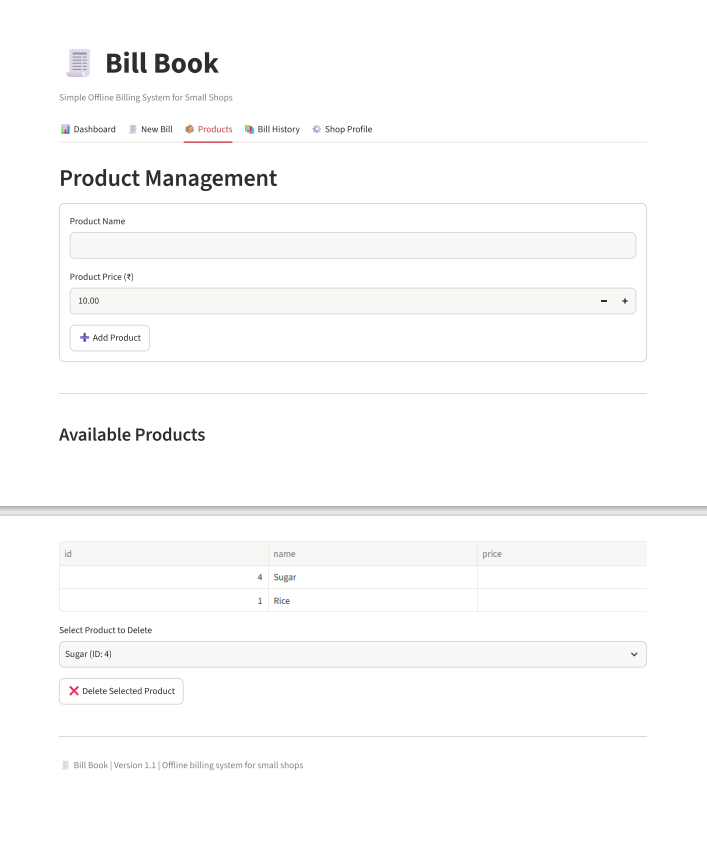 Bill Book
Simple Offline Billing System for Small Shops
Dashboard New Bill Products Bill History Shop Profile
Product Management
Product Name
Product Price (₹)
10.00 − +
Add Product
Available Products
id name price
4 Sugar
1 Rice
Select Product to Delete
Sugar (ID: 4)
Delete Selected Product
Bill Book | Version 1.1 | Offline billing system for small shops